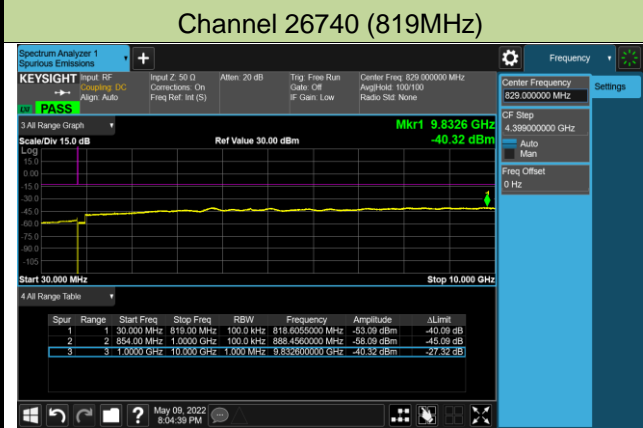 Channel 26740 (819MHz)
Spectrum Analyzer 1
Spurious Emissions
Frequency
KEYSIGHT
Input: RF
Coupling: DC
Align: Auto
Input Z: 50 Ω
Corrections: On
Freq Ref: Int (S)
Atten: 20 dB
Trig: Free Run
Gate: Off
IF Gain: Low
Center Freq: 829.000000 MHz
Avg|Hold: 100/100
Radio Std: None
PASS
Center Frequency
829.000000 MHz
Settings
CF Step
4.399000000 GHz
Auto
Man
Freq Offset
0 Hz
3 All Range Graph
Mkr1 9.8326 GHz
Scale/Div 15.0 dB
Ref Value 30.00 dBm
-40.32 dBm
Log
15.0
0.00
-15.0
-30.0
-45.0
-60.0
-75.0
-90.0
-105
1
Start 30.000 MHz
Stop 10.000 GHz
4 All Range Table
Spur Range Start Freq Stop Freq RBW Frequency Amplitude ΔLimit
1 1 30.000 MHz 819.00 MHz 100.0 kHz 818.6055000 MHz -53.09 dBm -40.09 dB
2 2 854.00 MHz 1.0000 GHz 100.0 kHz 888.4560000 MHz -58.09 dBm -45.09 dB
3 3 1.0000 GHz 10.000 GHz 1.000 MHz 9.832600000 GHz -40.32 dBm -27.32 dB
May 09, 2022
8:04:39 PM